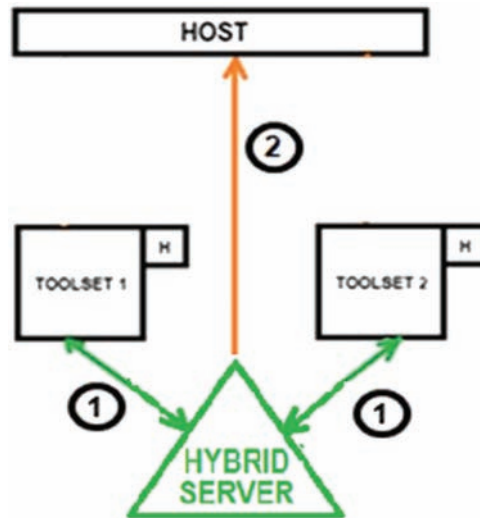 HOST
2
H
H
TOOLSET 1
TOOLSET 2
1
1
HYBRID
SERVER